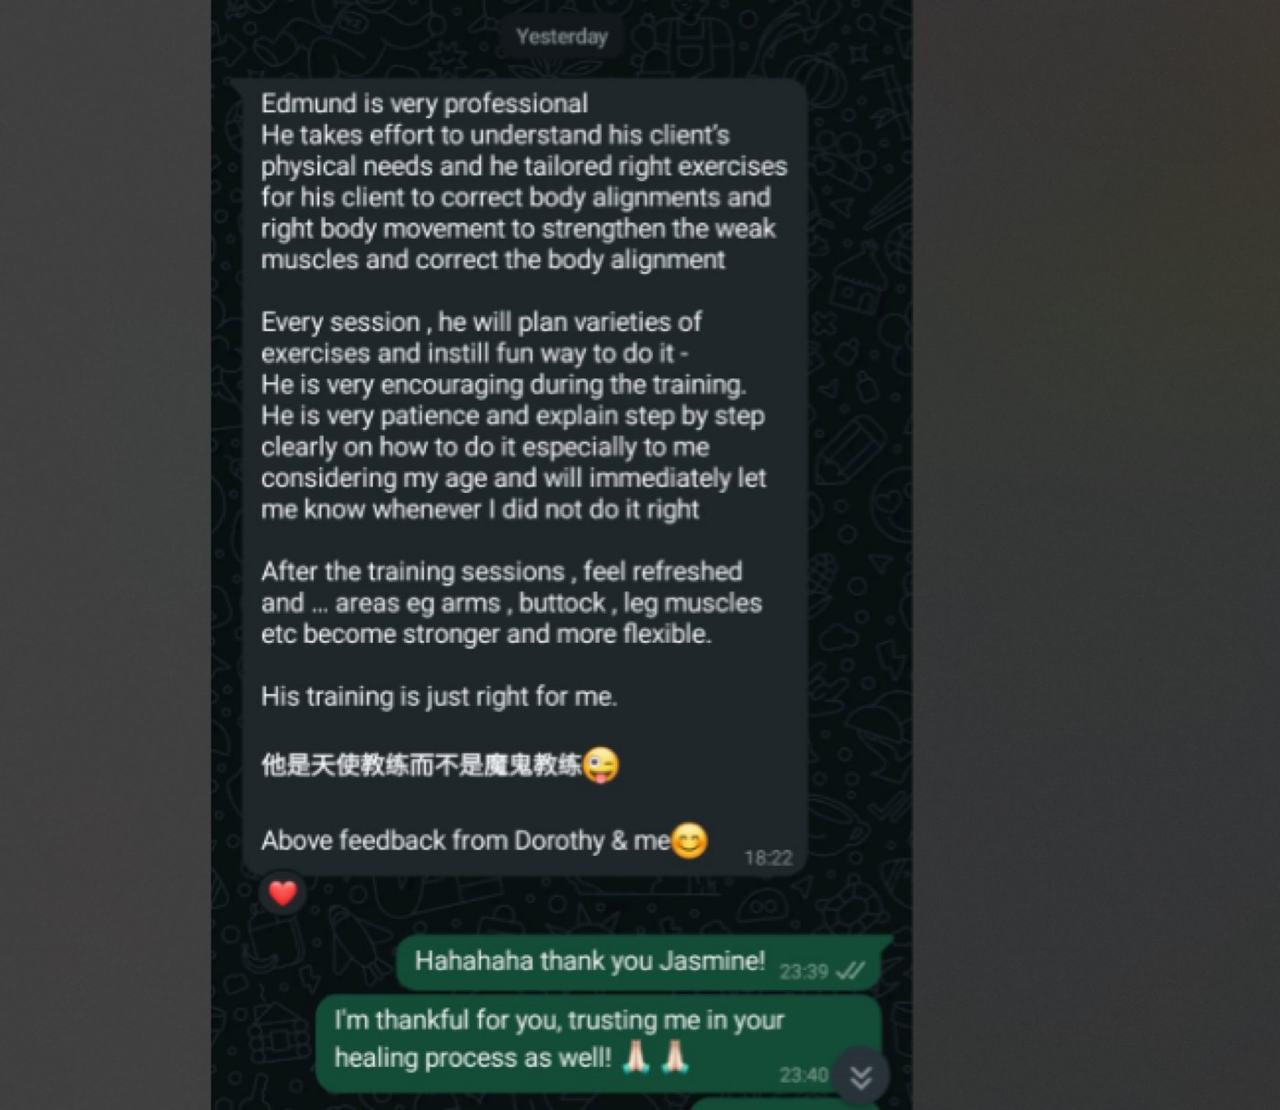 Yesterday
Edmund is very professional
He takes effort to understand his client's
physical needs and he tailored right exercises
for his client to correct body alignments and
right body movement to strengthen the weak
muscles and correct the body alignment
Every session , he will plan varieties of
exercises and instill fun way to do it -
He is very encouraging during the training.
He is very patience and explain step by step
clearly on how to do it especially to me
considering my age and will immediately let
me know whenever I did not do it right
After the training sessions , feel refreshed
and ... areas eg arms , buttock , leg muscles
etc become stronger and more flexible.
His training is just right for me.
他是天使教练而不是魔鬼教练😜
Above feedback from Dorothy & me😊
18:22
Hahahaha thank you Jasmine!
23:39
I'm thankful for you, trusting me in your
healing process as well! 🙏🏻 🙏🏻
23:40